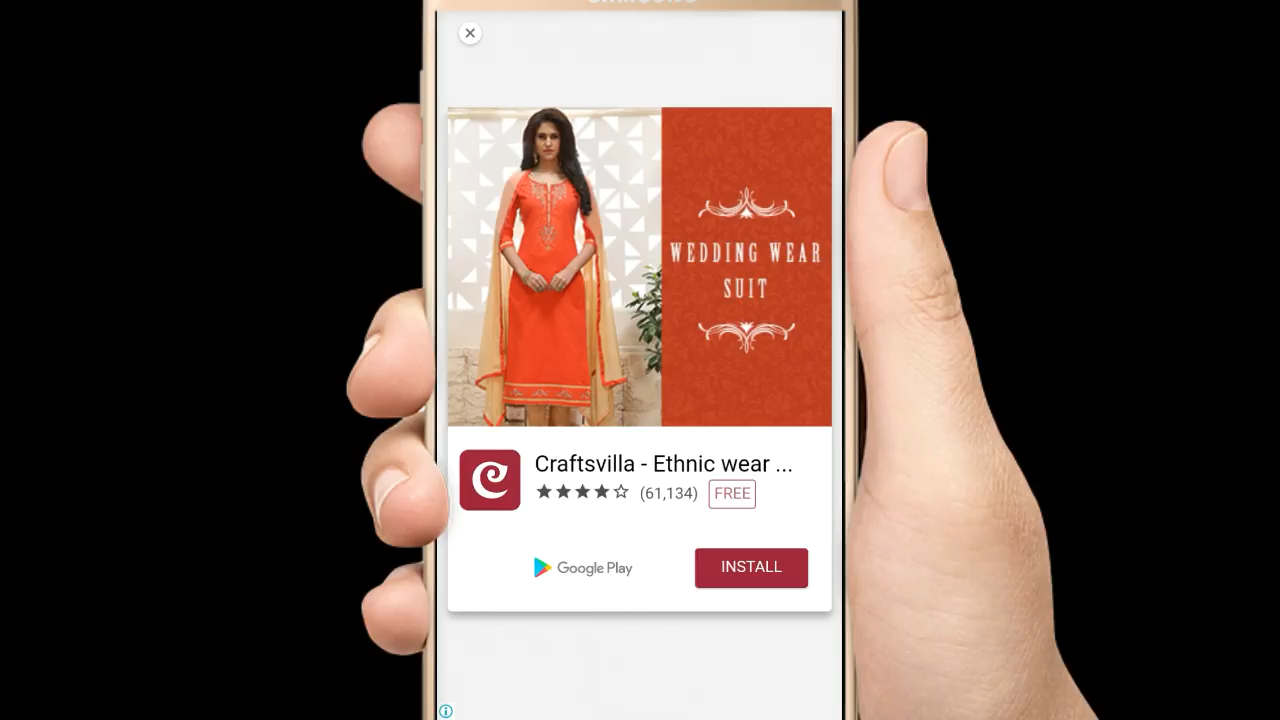 WEDDING WEAR
SUIT
Craftsvilla - Ethnic wear ...
(61,134) FREE
Google Play
INSTALL